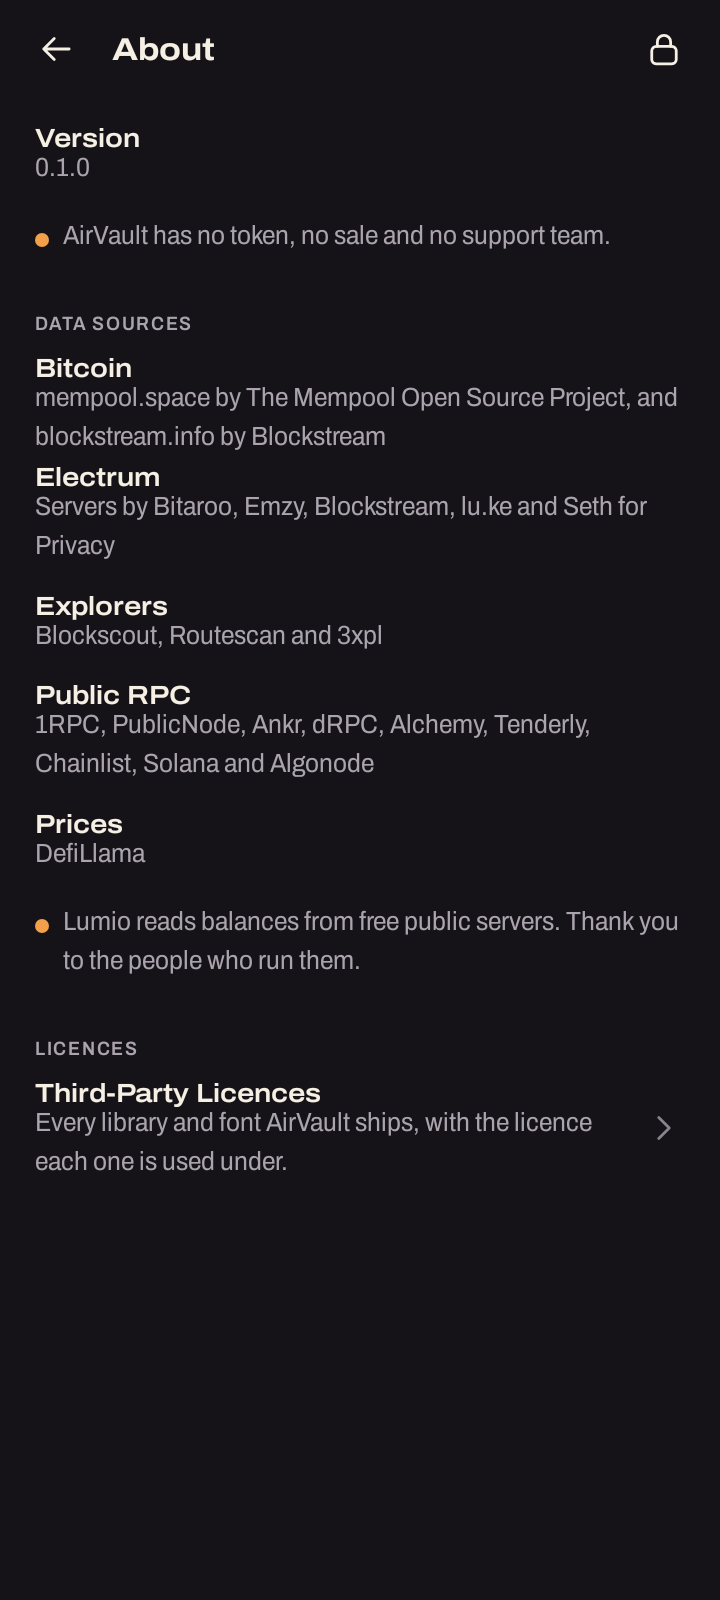 About
Version
0.1.0
AirVault has no token, no sale and no support team.
DATA SOURCES
Bitcoin
mempool.space by The Mempool Open Source Project, and
blockstream.info by Blockstream
Electrum
Servers by Bitaroo, Emzy, Blockstream, lu.ke and Seth for
Privacy
Explorers
Blockscout, Routescan and 3xpl
Public RPC
1RPC, PublicNode, Ankr, dRPC, Alchemy, Tenderly,
Chainlist, Solana and Algonode
Prices
DefiLlama
Lumio reads balances from free public servers. Thank you
to the people who run them.
LICENCES
Third-Party Licences
Every library and font AirVault ships, with the licence
each one is used under.